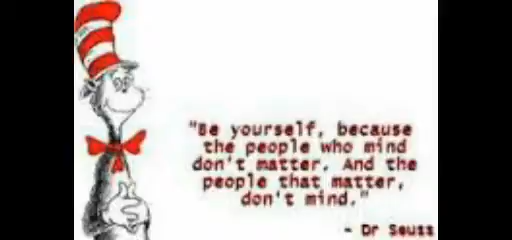 "Be yourself, because
the people who mind
don't matter. And the
people that matter,
don't mind."
~ Dr Seuss